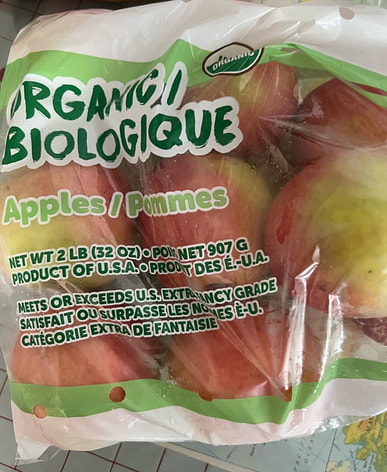 ORGANIC
ORGANIC /
BIOLOGIQUE
Apples / Pommes
NET WT 2 LB (32 OZ) • POIDS NET 907 G
PRODUCT OF U.S.A. • PRODUIT DES É.-U.A.
MEETS OR EXCEEDS U.S. EXTRA FANCY GRADE
SATISFAIT OU SURPASSE LES NORMES É-U.
CATÉGORIE EXTRA DE FANTAISIE